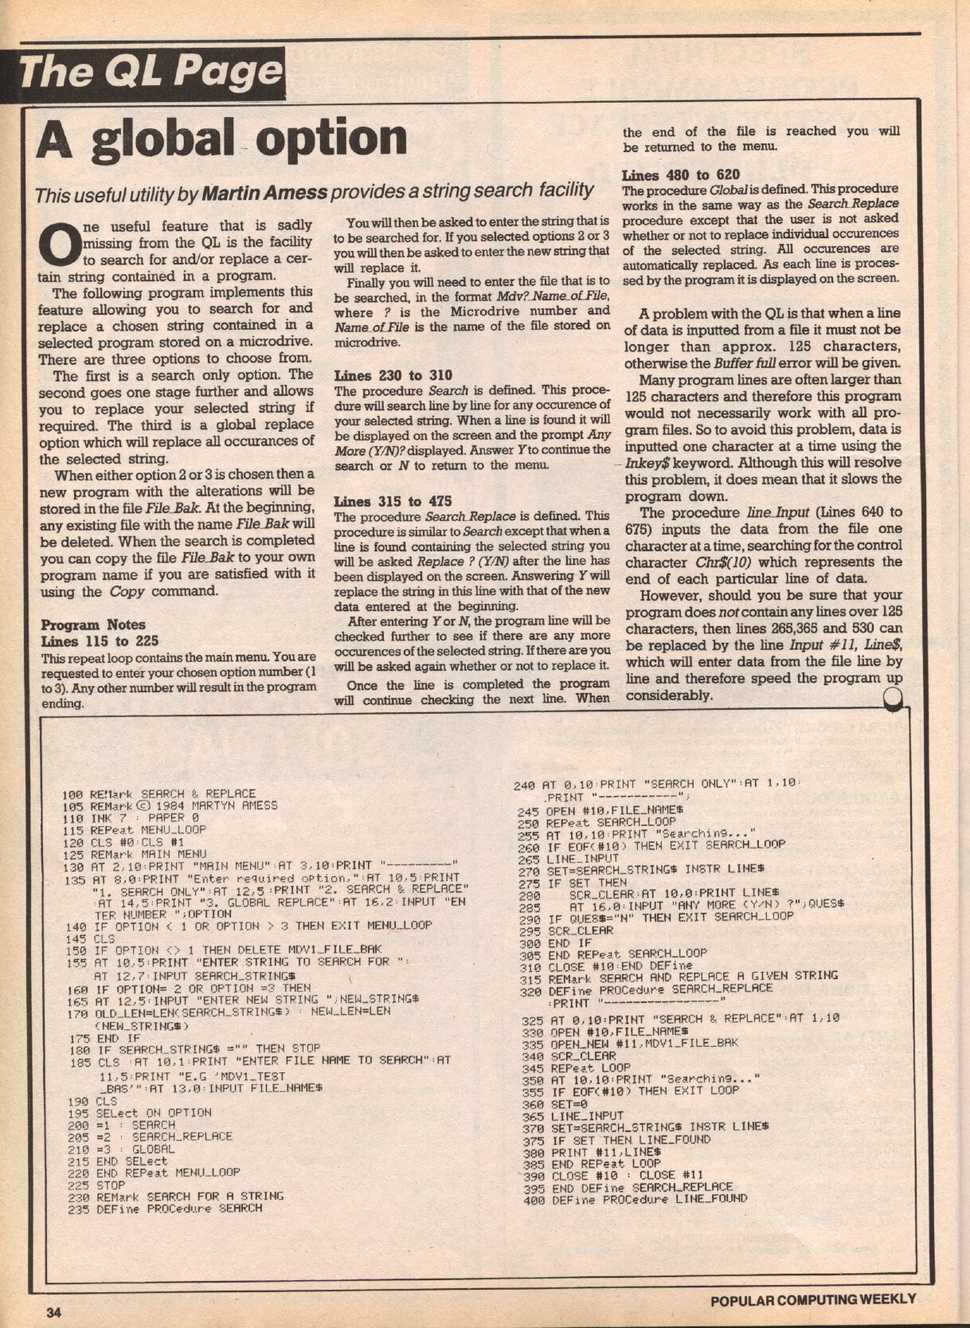 The QL Page
A global option
This useful utility by Martin Amess provides a string search facility
One useful feature that is sadly
missing from the QL is the facility
to search for and/or replace a cer-
tain string contained in a program.
The following program implements this
feature allowing you to search for and
replace a chosen string contained in a
selected program stored on a microdrive.
There are three options to choose from.
The first is a search only option. The
second goes one stage further and allows
you to replace your selected string if
required. The third is a global replace
option which will replace all occurances of
the selected string.
When either option 2 or 3 is chosen then a
new program with the alterations will be
stored in the file File_Bak. At the beginning,
any existing file with the name File_Bak will
be deleted. When the search is completed
you can copy the file File_Bak to your own
program name if you are satisfied with it
using the Copy command.
Program Notes
Lines 115 to 225
This repeat loop contains the main menu. You are
requested to enter your chosen option number (1
to 3). Any other number will result in the program
ending.
You will then be asked to enter the string that is
to be searched for. If you selected options 2 or 3
you will then be asked to enter the new string that
will replace it.
Finally you will need to enter the file that is to
be searched, in the format Mdv?_Name_of_File,
where ? is the Microdrive number and
Name_of_File is the name of the file stored on
microdrive.
Lines 230 to 310
The procedure Search is defined. This proce-
dure will search line by line for any occurence of
your selected string. When a line is found it will
be displayed on the screen and the prompt Any
More (Y/N)? displayed. Answer Y to continue the
search or N to return to the menu.
Lines 315 to 475
The procedure Search_Replace is defined. This
procedure is similar to Search except that when a
line is found containing the selected string you
will be asked Replace ? (Y/N) after the line has
been displayed on the screen. Answering Y will
replace the string in this line with that of the new
data entered at the beginning.
After entering Y or N, the program line will be
checked further to see if there are any more
occurences of the selected string. If there are you
will be asked again whether or not to replace it.
Once the line is completed the program
will continue checking the next line. When
the end of the file is reached you will
be returned to the menu.
Lines 480 to 620
The procedure Global is defined. This procedure
works in the same way as the Search_Replace
procedure except that the user is not asked
whether or not to replace individual occurences
of the selected string. All occurences are
automatically replaced. As each line is proces-
sed by the program it is displayed on the screen.
A problem with the QL is that when a line
of data is inputted from a file it must not be
longer than approx. 125 characters,
otherwise the Buffer full error will be given.
Many program lines are often larger than
125 characters and therefore this program
would not necessarily work with all pro-
gram files. So to avoid this problem, data is
inputted one character at a time using the
Inkey$ keyword. Although this will resolve
this problem, it does mean that it slows the
program down.
The procedure line_Input (Lines 640 to
675) inputs the data from the file one
character at a time, searching for the control
character Chr$(10) which represents the
end of each particular line of data.
However, should you be sure that your
program does not contain any lines over 125
characters, then lines 265,365 and 530 can
be replaced by the line Input #11, Line$,
which will enter data from the file line by
line and therefore speed the program up
considerably.
100 REMark SEARCH & REPLACE
105 REMark © 1984 MARTYN AMESS
110 INK 7 : PAPER 0
115 REPeat MENU_LOOP
120 CLS #0:CLS #1
125 REMark MAIN MENU
130 AT 2,10:PRINT "MAIN MENU":AT 3,10:PRINT "---------"
135 AT 8,0:PRINT "Enter required option,":AT 10,5:PRINT
"1. SEARCH ONLY":AT 12,5:PRINT "2. SEARCH & REPLACE"
:AT 14,5:PRINT "3. GLOBAL REPLACE":AT 16,2:INPUT "EN
TER NUMBER ";OPTION
140 IF OPTION < 1 OR OPTION > 3 THEN EXIT MENU_LOOP
145 CLS
150 IF OPTION <> 1 THEN DELETE MDV1_FILE_BAK
155 AT 10,5:PRINT "ENTER STRING TO SEARCH FOR ":
AT 12,7:INPUT SEARCH_STRING$
160 IF OPTION= 2 OR OPTION =3 THEN
165 AT 12,5:INPUT "ENTER NEW STRING ";NEW_STRING$
170 OLD_LEN=LEN(SEARCH_STRING$) : NEW_LEN=LEN
(NEW_STRING$)
175 END IF
180 IF SEARCH_STRING$ ="" THEN STOP
185 CLS :AT 10,1:PRINT "ENTER FILE NAME TO SEARCH":AT
11,5:PRINT "E.G 'MDV1_TEST
_BAS'":AT 13,0:INPUT FILE_NAME$
190 CLS
195 SELect ON OPTION
200 =1 : SEARCH
205 =2 : SEARCH_REPLACE
210 =3 : GLOBAL
215 END SELect
220 END REPeat MENU_LOOP
225 STOP
230 REMark SEARCH FOR A STRING
235 DEFine PROCedure SEARCH
240 AT 0,10:PRINT "SEARCH ONLY":AT 1,10:
:PRINT "-----------";
245 OPEN #10,FILE_NAME$
250 REPeat SEARCH_LOOP
255 AT 10,10:PRINT "Searching..."
260 IF EOF(#10) THEN EXIT SEARCH_LOOP
265 LINE_INPUT
270 SET=SEARCH_STRING$ INSTR LINE$
275 IF SET THEN
280 SCR_CLEAR:AT 10,0:PRINT LINE$
285 AT 16,0:INPUT "ANY MORE (Y/N) ?";QUES$
290 IF QUES$="N" THEN EXIT SEARCH_LOOP
295 SCR_CLEAR
300 END IF
305 END REPeat SEARCH_LOOP
310 CLOSE #10:END DEFine
315 REMark SEARCH AND REPLACE A GIVEN STRING
320 DEFine PROCedure SEARCH_REPLACE
:PRINT "----------------"
325 AT 0,10:PRINT "SEARCH & REPLACE":AT 1,10
330 OPEN #10,FILE_NAME$
335 OPEN_NEW #11,MDV1_FILE_BAK
340 SCR_CLEAR
345 REPeat LOOP
350 AT 10,10:PRINT "Searching..."
355 IF EOF(#10) THEN EXIT LOOP
360 SET=0
365 LINE_INPUT
370 SET=SEARCH_STRING$ INSTR LINE$
375 IF SET THEN LINE_FOUND
380 PRINT #11,LINE$
385 END REPeat LOOP
390 CLOSE #10 : CLOSE #11
395 END DEFine SEARCH_REPLACE
400 DEFine PROCedure LINE_FOUND
34
POPULAR COMPUTING WEEKLY